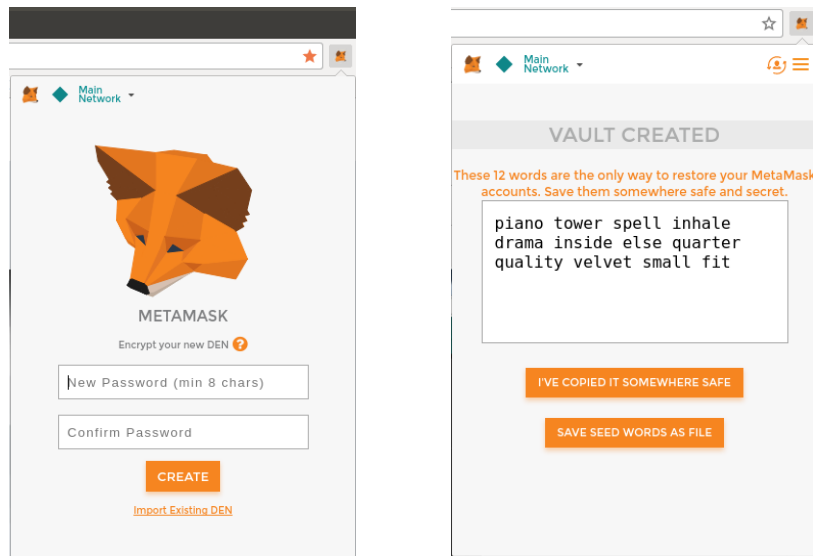 Main
Network
METAMASK
Encrypt your new DEN ?
New Password (min 8 chars)
Confirm Password
CREATE
Import Existing DEN
Main
Network
VAULT CREATED
These 12 words are the only way to restore your MetaMask
accounts. Save them somewhere safe and secret.
piano tower spell inhale
drama inside else quarter
quality velvet small fit
I'VE COPIED IT SOMEWHERE SAFE
SAVE SEED WORDS AS FILE